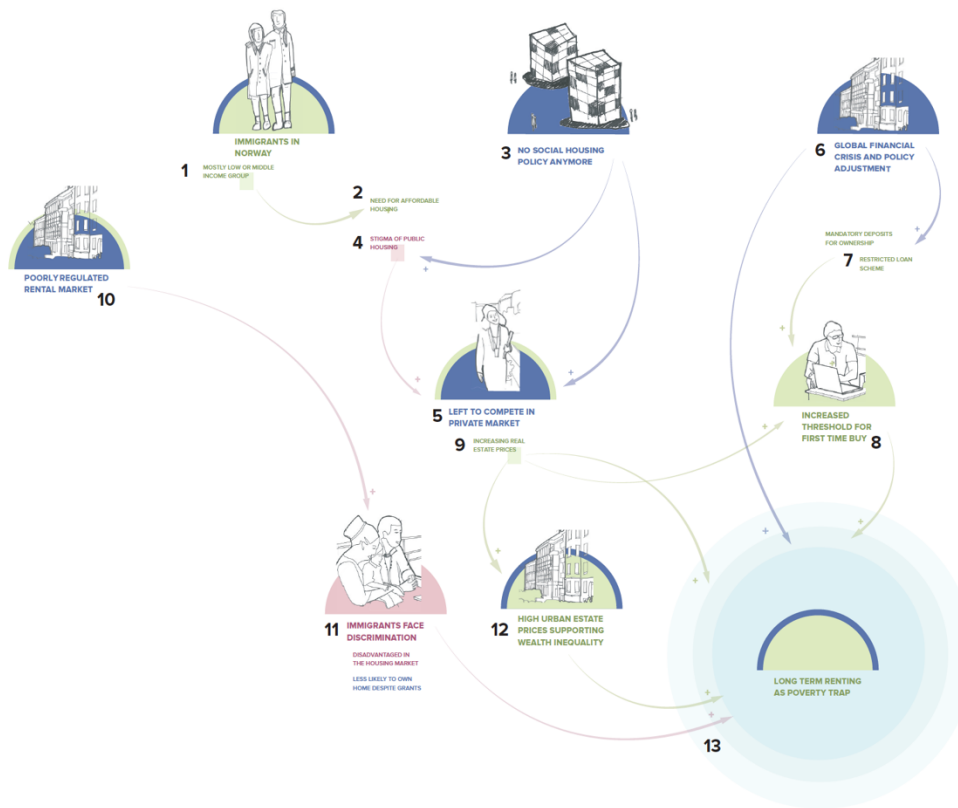 IMMIGRANTS IN
NORWAY
1
MOSTLY LOW OR MIDDLE
INCOME GROUP
2
NEED FOR AFFORDABLE
HOUSING
3
NO SOCIAL HOUSING
POLICY ANYMORE
4
STIGMA OF PUBLIC
HOUSING
+
+
5
LEFT TO COMPETE IN
PRIVATE MARKET
+
6
GLOBAL FINANCIAL
CRISIS AND POLICY
ADJUSTMENT
+
MANDATORY DEPOSITS
FOR OWNERSHIP
7
RESTRICTED LOAN
SCHEME
+
INCREASED
THRESHOLD FOR
FIRST TIME BUY
8
+
9
INCREASING REAL
ESTATE PRICES
POORLY REGULATED
RENTAL MARKET
10
+
11
IMMIGRANTS FACE
DISCRIMINATION
DISADVANTAGED IN
THE HOUSING MARKET
LESS LIKELY TO OWN
HOME DESPITE GRANTS
+
12
HIGH URBAN ESTATE
PRICES SUPPORTING
WEALTH INEQUALITY
+
+
+
+
+
13
LONG TERM RENTING
AS POVERTY TRAP